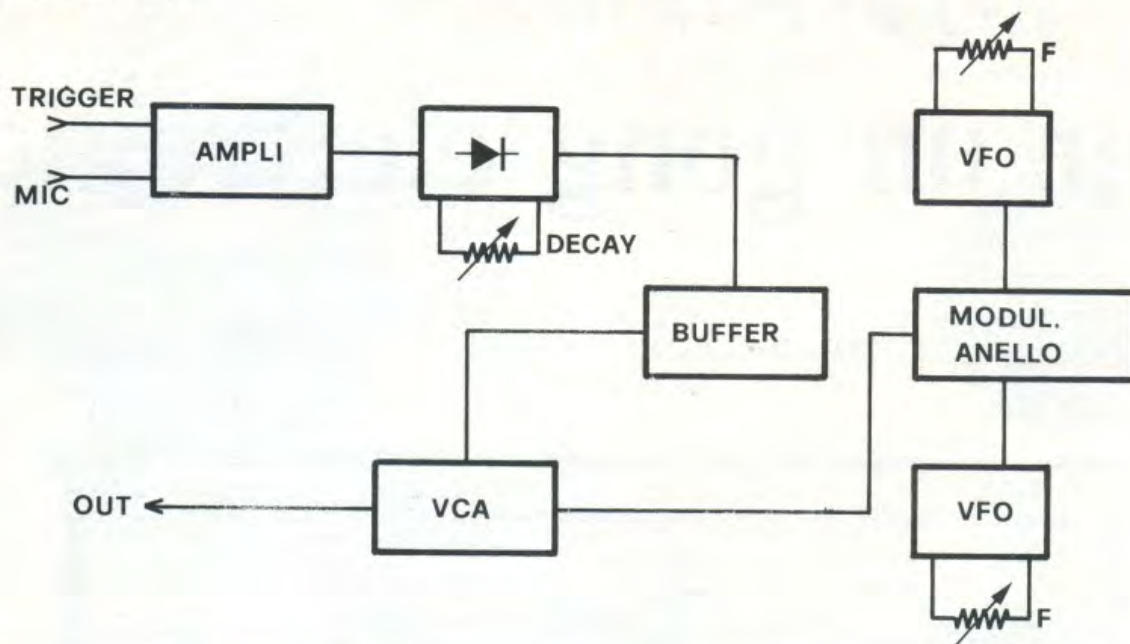 F
TRIGGER
AMPLI
VFO
MIC
DECAY
BUFFER
MODUL.
ANELLO
OUT
VCA
VFO
F